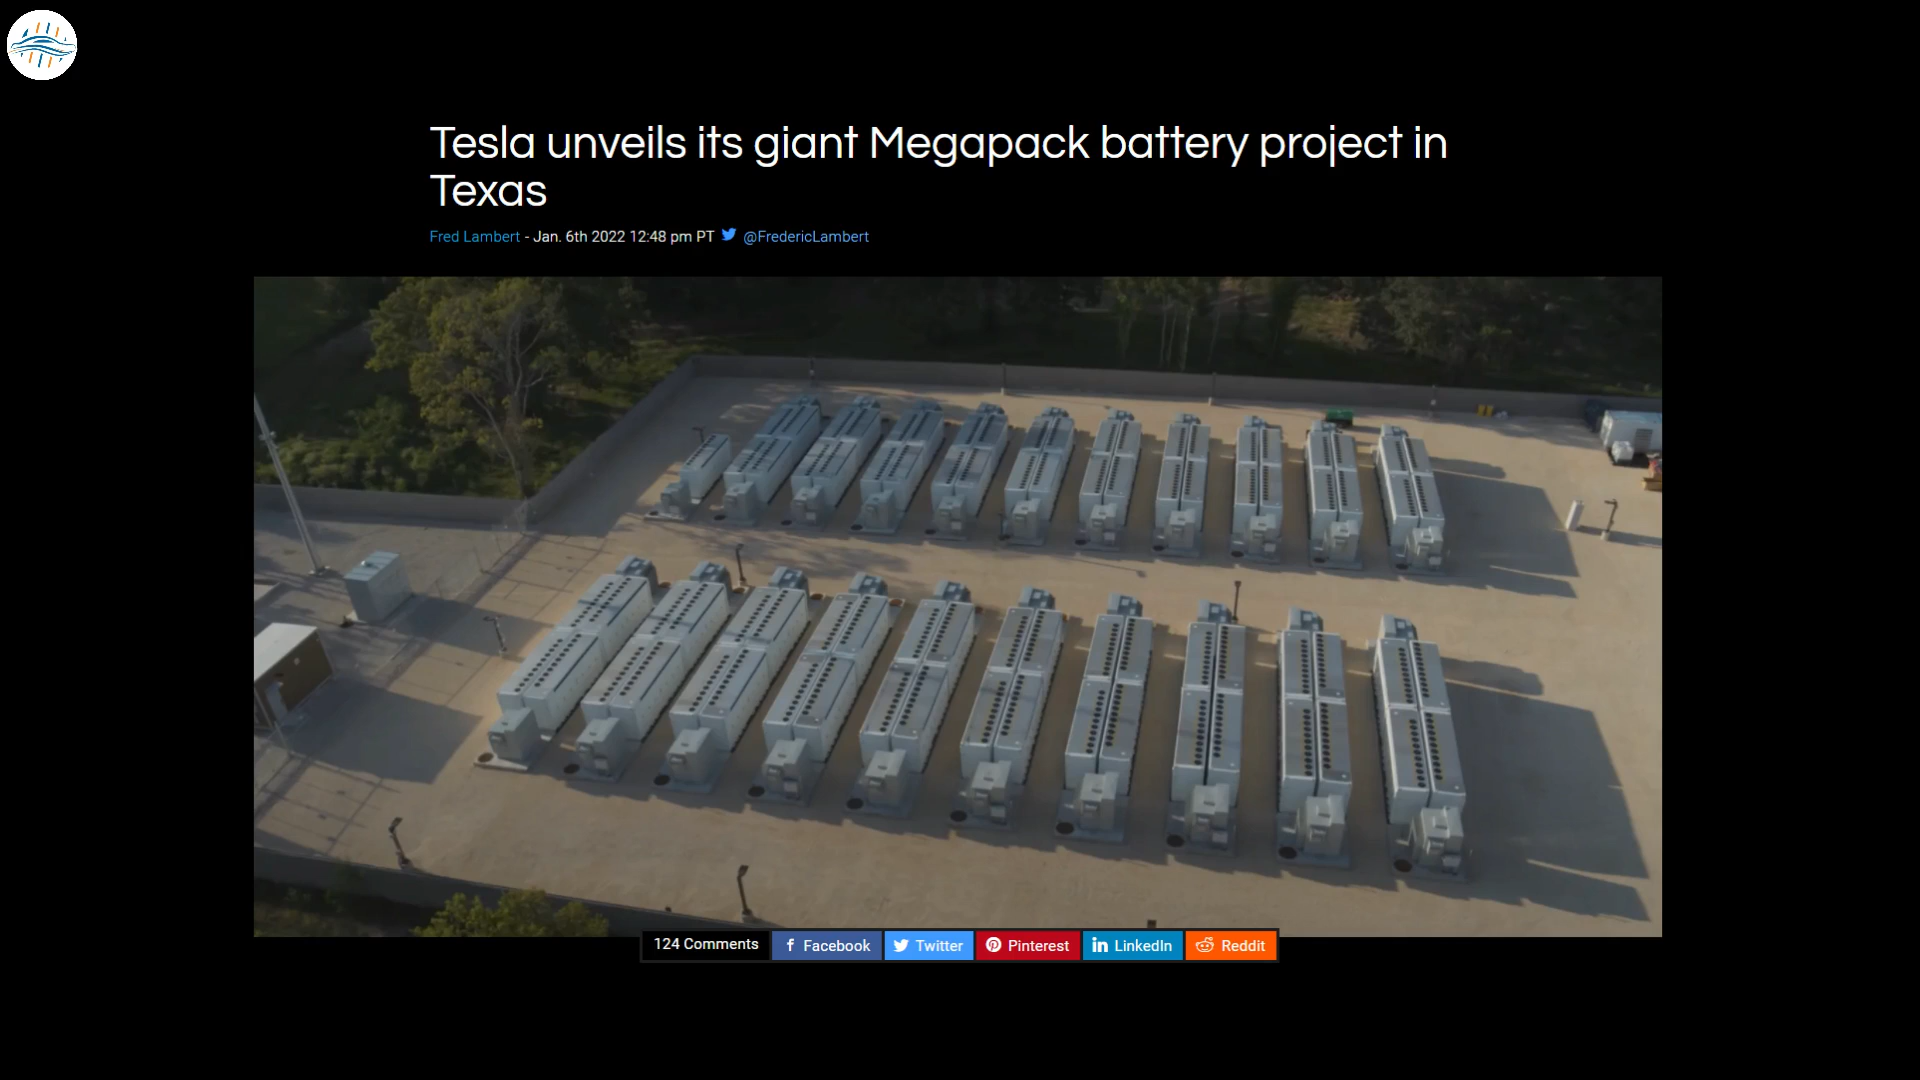 Tesla unveils its giant Megapack battery project in
Texas
Fred Lambert - Jan. 6th 2022 12:48 pm PT @FredericLambert
124 Comments Facebook Twitter Pinterest LinkedIn Reddit